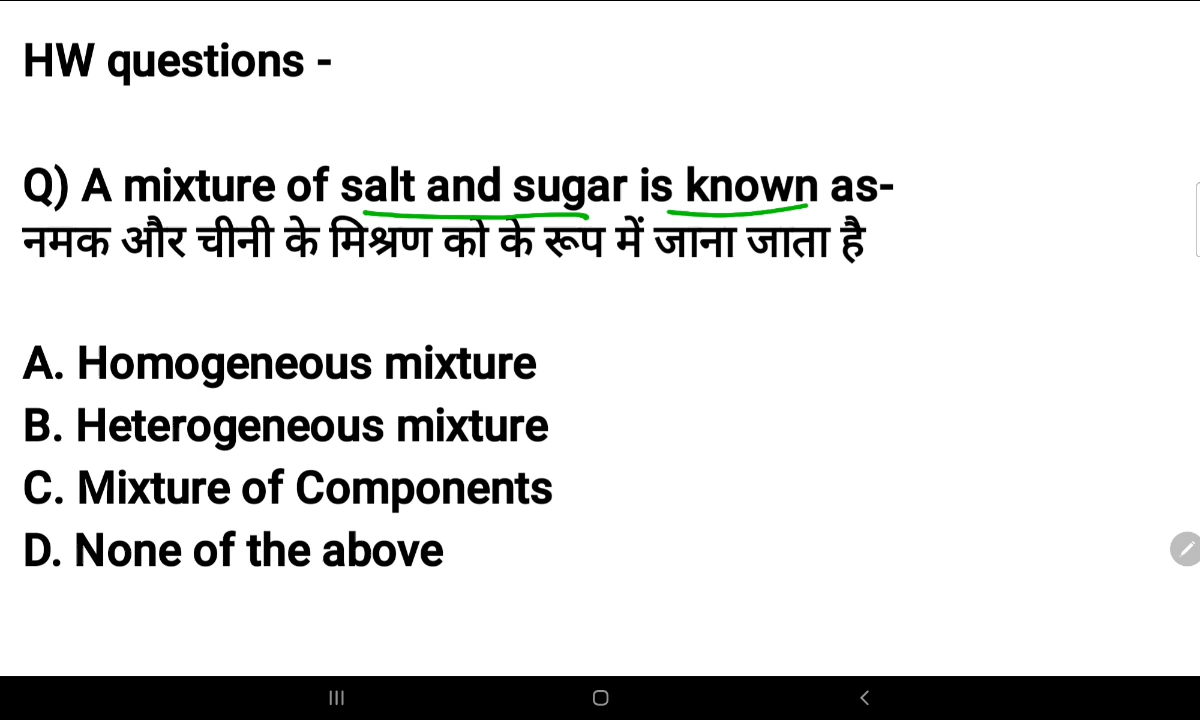 HW questions -
Q) A mixture of salt and sugar is known as-
नमक और चीनी के मिश्रण को के रूप में जाना जाता है
A. Homogeneous mixture
B. Heterogeneous mixture
C. Mixture of Components
D. None of the above